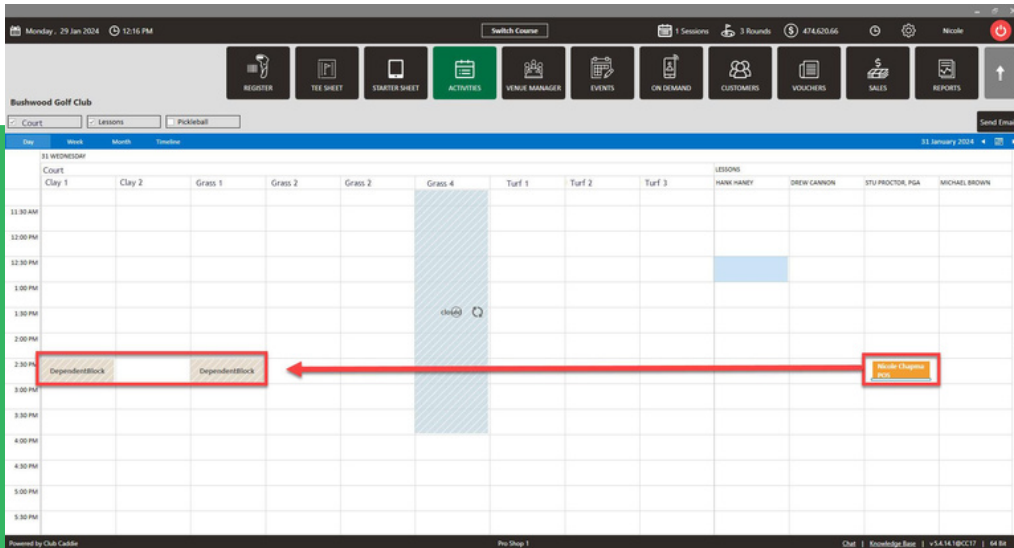 Monday, 29 Jan 2024 12:16 PM Switch Course 1 Sessions 3 Rounds $ 474,620.66 Nicole
REGISTER TEE SHEET STARTER SHEET ACTIVITIES VENUE MANAGER EVENTS ON DEMAND CUSTOMERS VOUCHERS SALES REPORTS
Bushwood Golf Club
Court Lessons Pickleball Send Emai
Day Week Month Timeline 31 January 2024
31 WEDNESDAY
Court LESSONS
Clay 1 Clay 2 Grass 1 Grass 2 Grass 2 Grass 4 Turf 1 Turf 2 Turf 3 HANK HANEY DREW CANNON STU PROCTOR, PGA MICHAEL BROWN
11:30 AM
12:00 PM
12:30 PM
1:00 PM
1:30 PM closed
2:00 PM
2:30 PM DependentBlock DependentBlock Nicole Chapma
POS
3:00 PM
3:30 PM
4:00 PM
4:30 PM
5:00 PM
5:30 PM
Powered by Club Caddie Pro Shop 1 Chat | Knowledge Base | v5.4.14.1@CC17 | 64 Bit